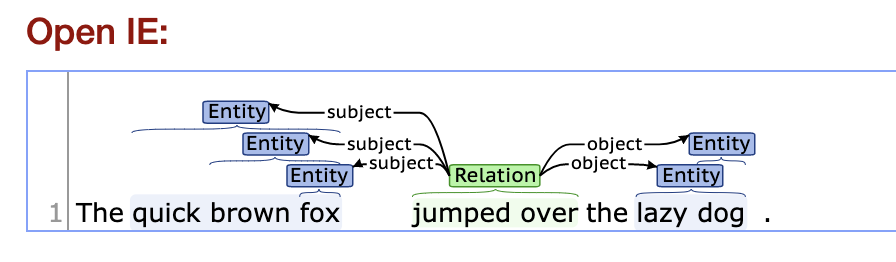 Open IE:
Entity subject
Entity subject object Entity
Entity subject Relation object Entity
1 The quick brown fox jumped over the lazy dog .